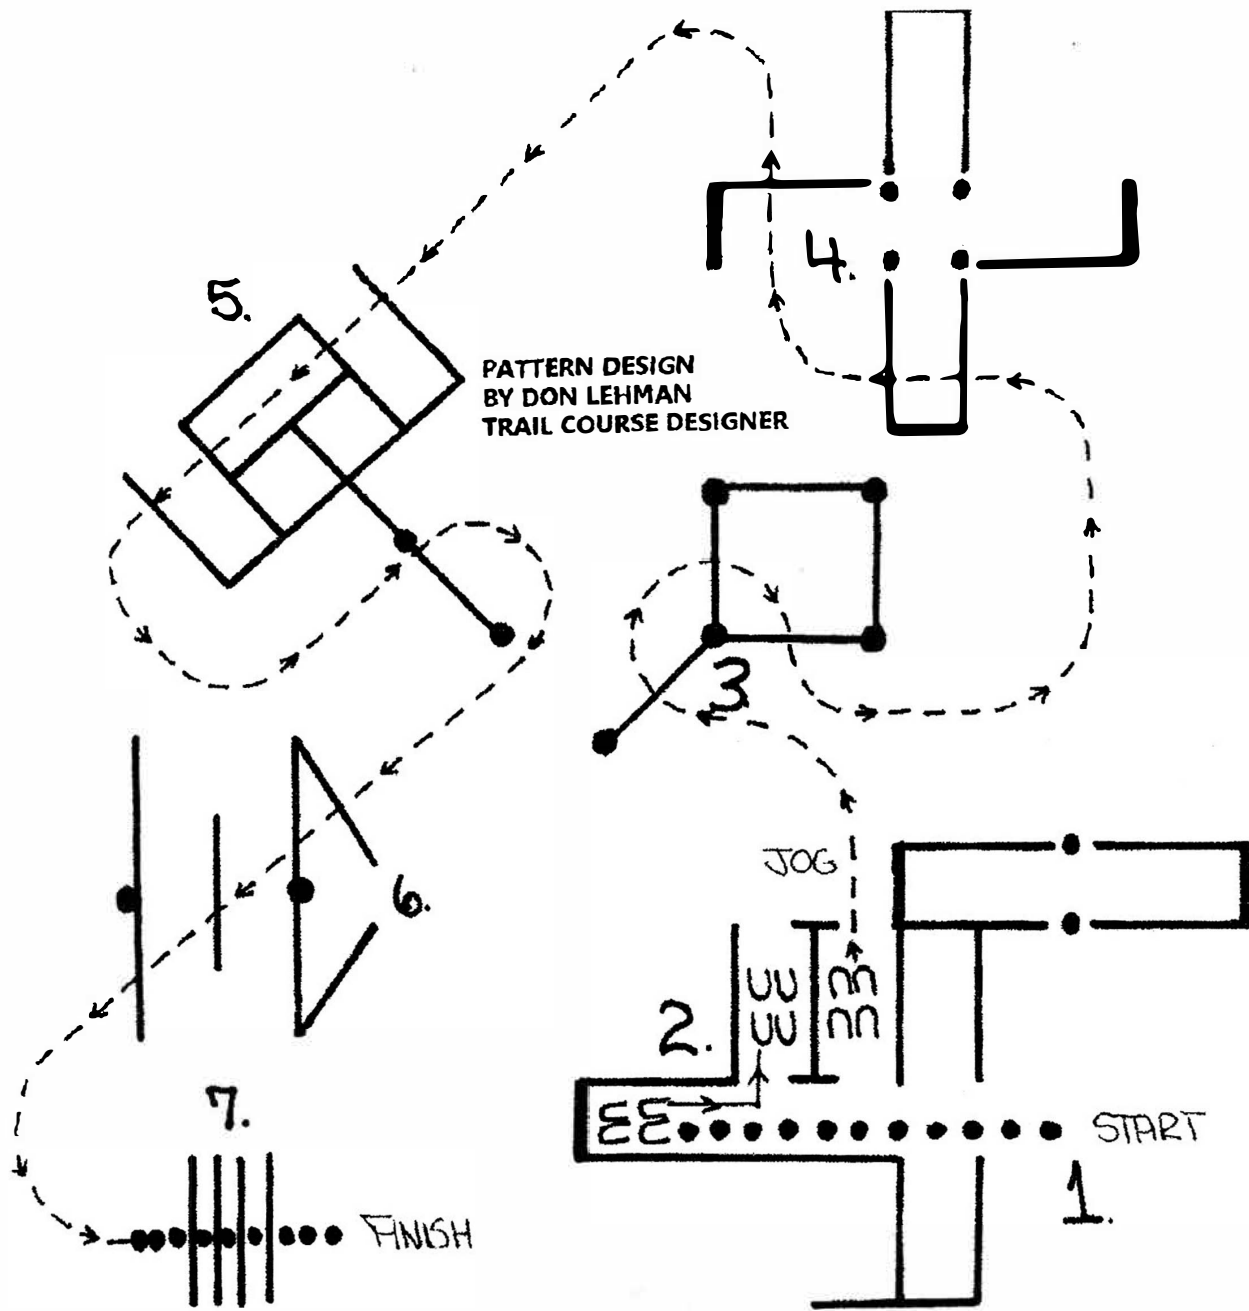 4.
5.
PATTERN DESIGN
BY DON LEHMAN
TRAIL COURSE DESIGNER
3.
JOG
6.
2.
7.
START
1.
FINISH